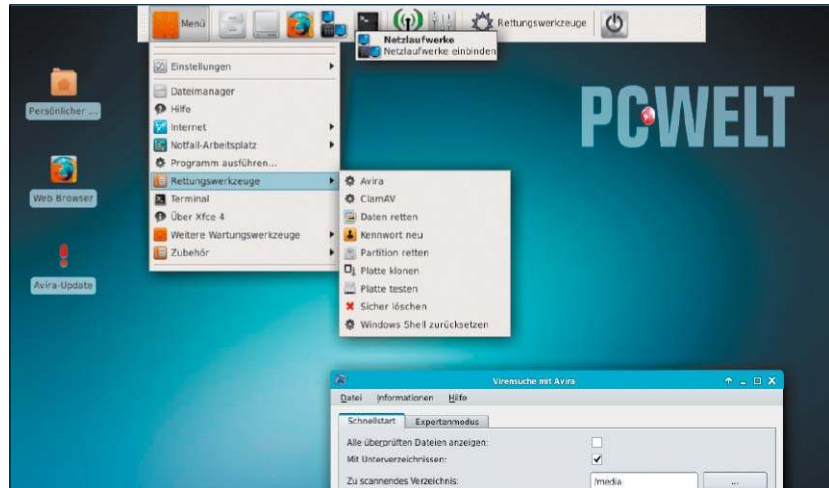 Menü
Rettungswerkzeuge
Netzlaufwerke
Netzlaufwerke einbinden
Einstellungen
Dateimanager
Hilfe
Internet
Notfall-Arbeitsplatz
Programm ausführen...
Rettungswerkzeuge
Terminal
Über Xfce 4
Weitere Wartungswerkzeuge
Zubehör
Avira
ClamAV
Daten retten
Kennwort neu
Partition retten
Platte klonen
Platte testen
Sicher löschen
Windows Shell zurücksetzen
Persönlicher ...
Web Browser
Avira-Update
PCWELT
Virensuche mit Avira
Datei Informationen Hilfe
Schnellstart Expertenmodus
Alle überprüften Dateien anzeigen:
Mit Unterverzeichnissen:
Zu scannendes Verzeichnis: /media ...